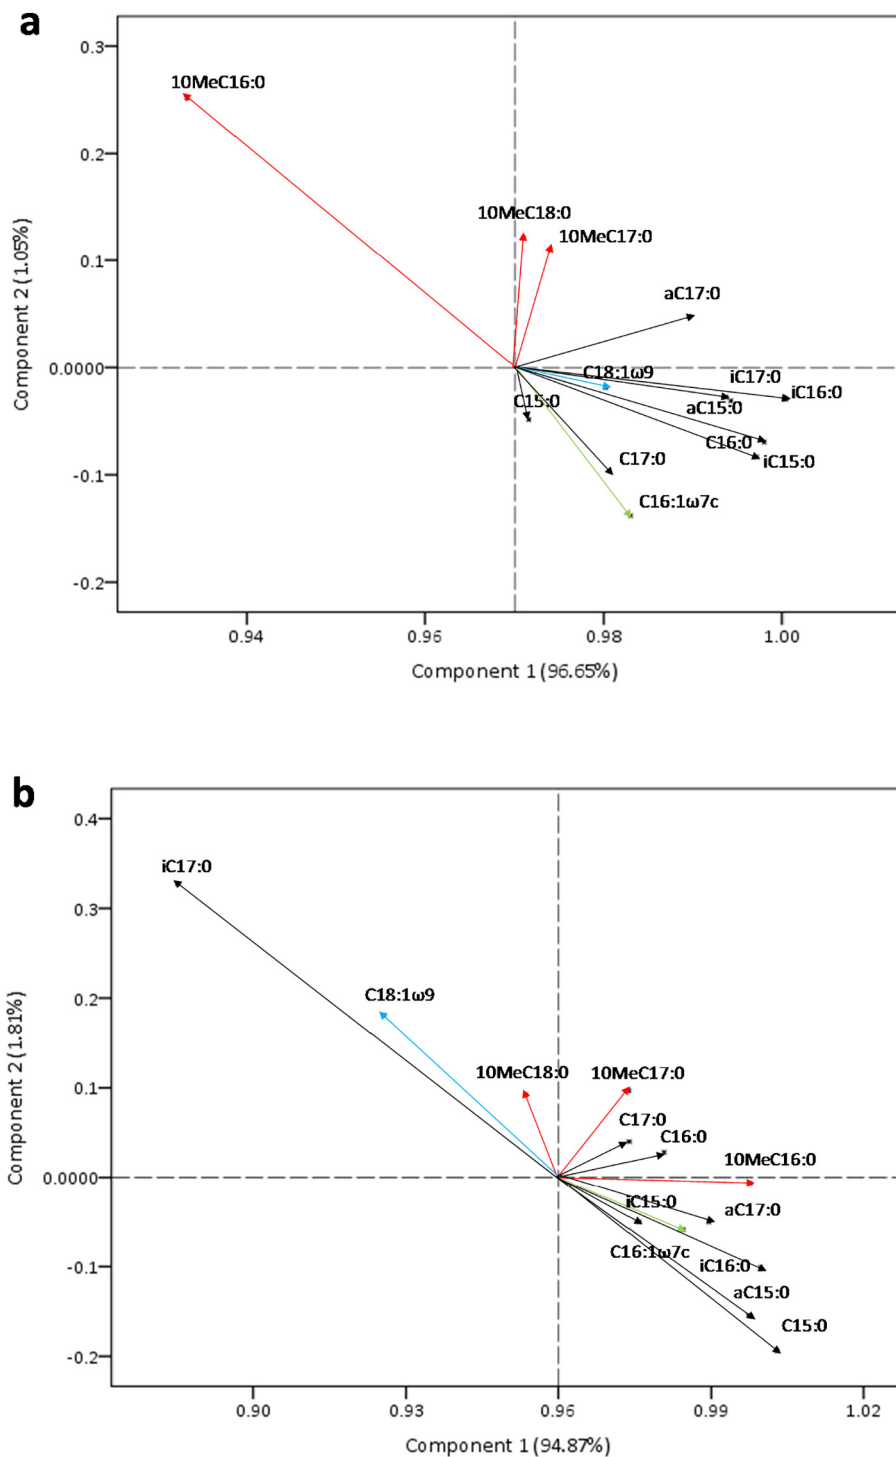 a
0.3
10MeC16:0
0.2
10MeC18:0
10MeC17:0
0.1
aC17:0
0.0000
C18:1ω9
iC17:0
iC16:0
C15:0
aC15:0
C16:0
C17:0
iC15:0
-0.1
C16:1ω7c
-0.2
Component 2 (1.05%)
0.94
0.96
0.98
1.00
Component 1 (96.65%)
b
0.4
iC17:0
0.3
C18:1ω9
0.2
10MeC18:0
10MeC17:0
0.1
C17:0
C16:0
10MeC16:0
0.0000
iC15:0
aC17:0
C16:1ω7c
iC16:0
-0.1
aC15:0
C15:0
-0.2
Component 2 (1.81%)
0.90
0.93
0.96
0.99
1.02
Component 1 (94.87%)